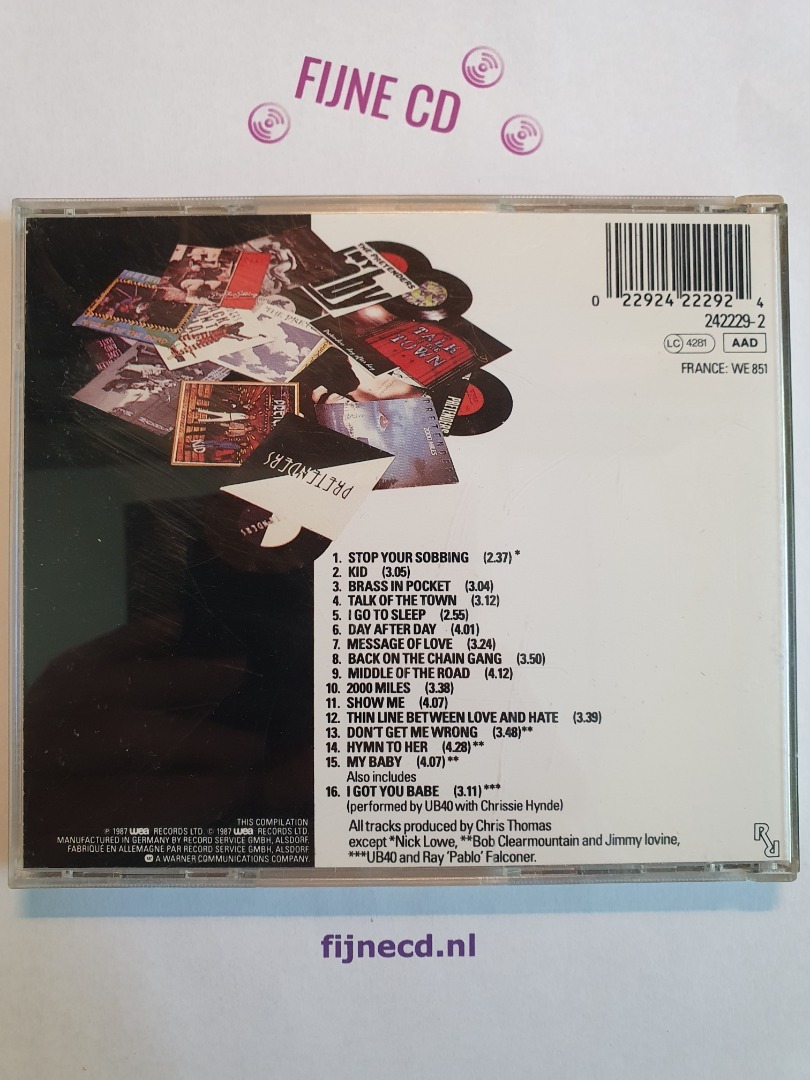 FIJNE CD
0 22924 22292 4
242229-2
LC 4281 AAD
FRANCE: WE 851
THE PRETENDERS
TALK
OF THE
TOWN
PRETENDERS
2000 MILES
KID
PRETENDERS
1. STOP YOUR SOBBING (2.37)*
2. KID (3.05)
3. BRASS IN POCKET (3.04)
4. TALK OF THE TOWN (3.12)
5. I GO TO SLEEP (2.55)
6. DAY AFTER DAY (4.01)
7. MESSAGE OF LOVE (3.24)
8. BACK ON THE CHAIN GANG (3.50)
9. MIDDLE OF THE ROAD (4.12)
10. 2000 MILES (3.38)
11. SHOW ME (4.07)
12. THIN LINE BETWEEN LOVE AND HATE (3.39)
13. DON'T GET ME WRONG (3.48)**
14. HYMN TO HER (4.28)**
15. MY BABY (4.07)**
Also includes
16. I GOT YOU BABE (3.11)***
(performed by UB40 with Chrissie Hynde)
All tracks produced by Chris Thomas
except *Nick Lowe, **Bob Clearmountain and Jimmy Iovine,
***UB40 and Ray 'Pablo' Falconer.
THIS COMPILATION
℗ 1987 wea RECORDS LTD. © 1987 wea RECORDS LTD.
MANUFACTURED IN GERMANY BY RECORD SERVICE GMBH, ALSDORF.
FABRIQUÉ EN ALLEMAGNE PAR RECORD SERVICE GMBH, ALSDORF.
A WARNER COMMUNICATIONS COMPANY.
fijnecd.nl